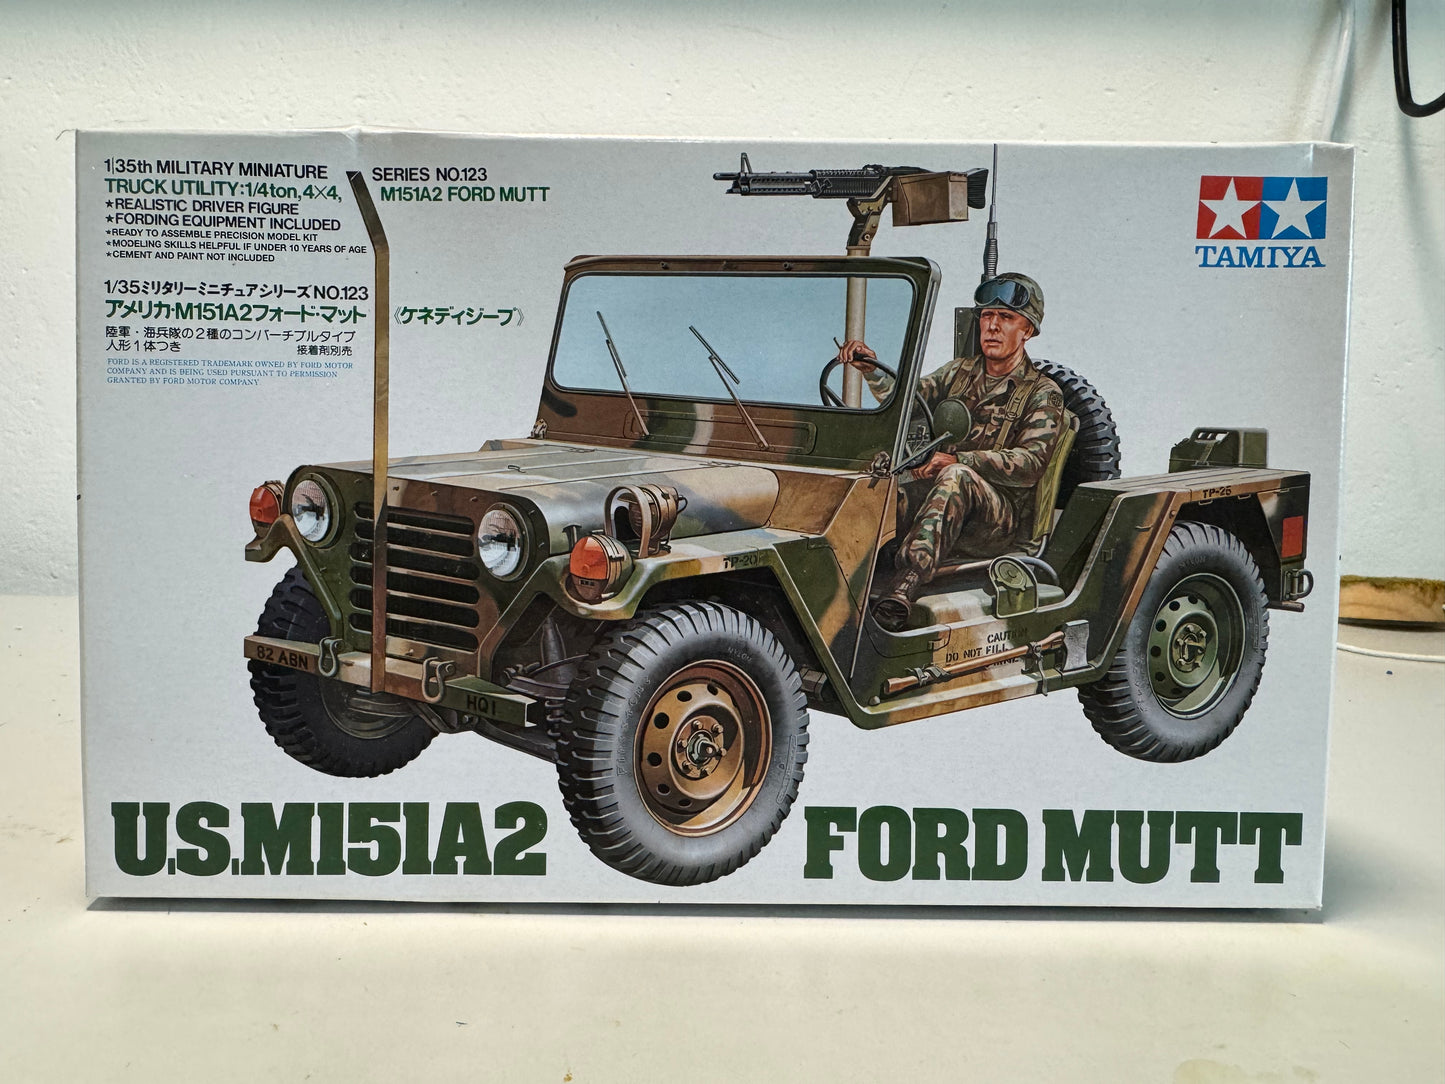 1/35th MILITARY MINIATURE SERIES NO.123
TRUCK UTILITY:1/4ton,4×4, M151A2 FORD MUTT
★REALISTIC DRIVER FIGURE
★FORDING EQUIPMENT INCLUDED
★READY TO ASSEMBLE PRECISION MODEL KIT
★MODELING SKILLS HELPFUL IF UNDER 10 YEARS OF AGE
★CEMENT AND PAINT NOT INCLUDED
1/35ミリタリーミニチュアシリーズNO.123
アメリカ・M151A2フォード・マット 《ケネディジープ》
陸軍・海兵隊の2種のコンバーチブルタイプ
人形1体つき 接着剤別売
FORD IS A REGISTERED TRADEMARK OWNED BY FORD MOTOR
COMPANY AND IS BEING USED PURSUANT TO PERMISSION
GRANTED BY FORD MOTOR COMPANY.
TAMIYA
TP-25
TP-20
CAUTION
DO NOT FILL
82 ABN
HQ1
NYLON
U.S.M151A2 FORD MUTT